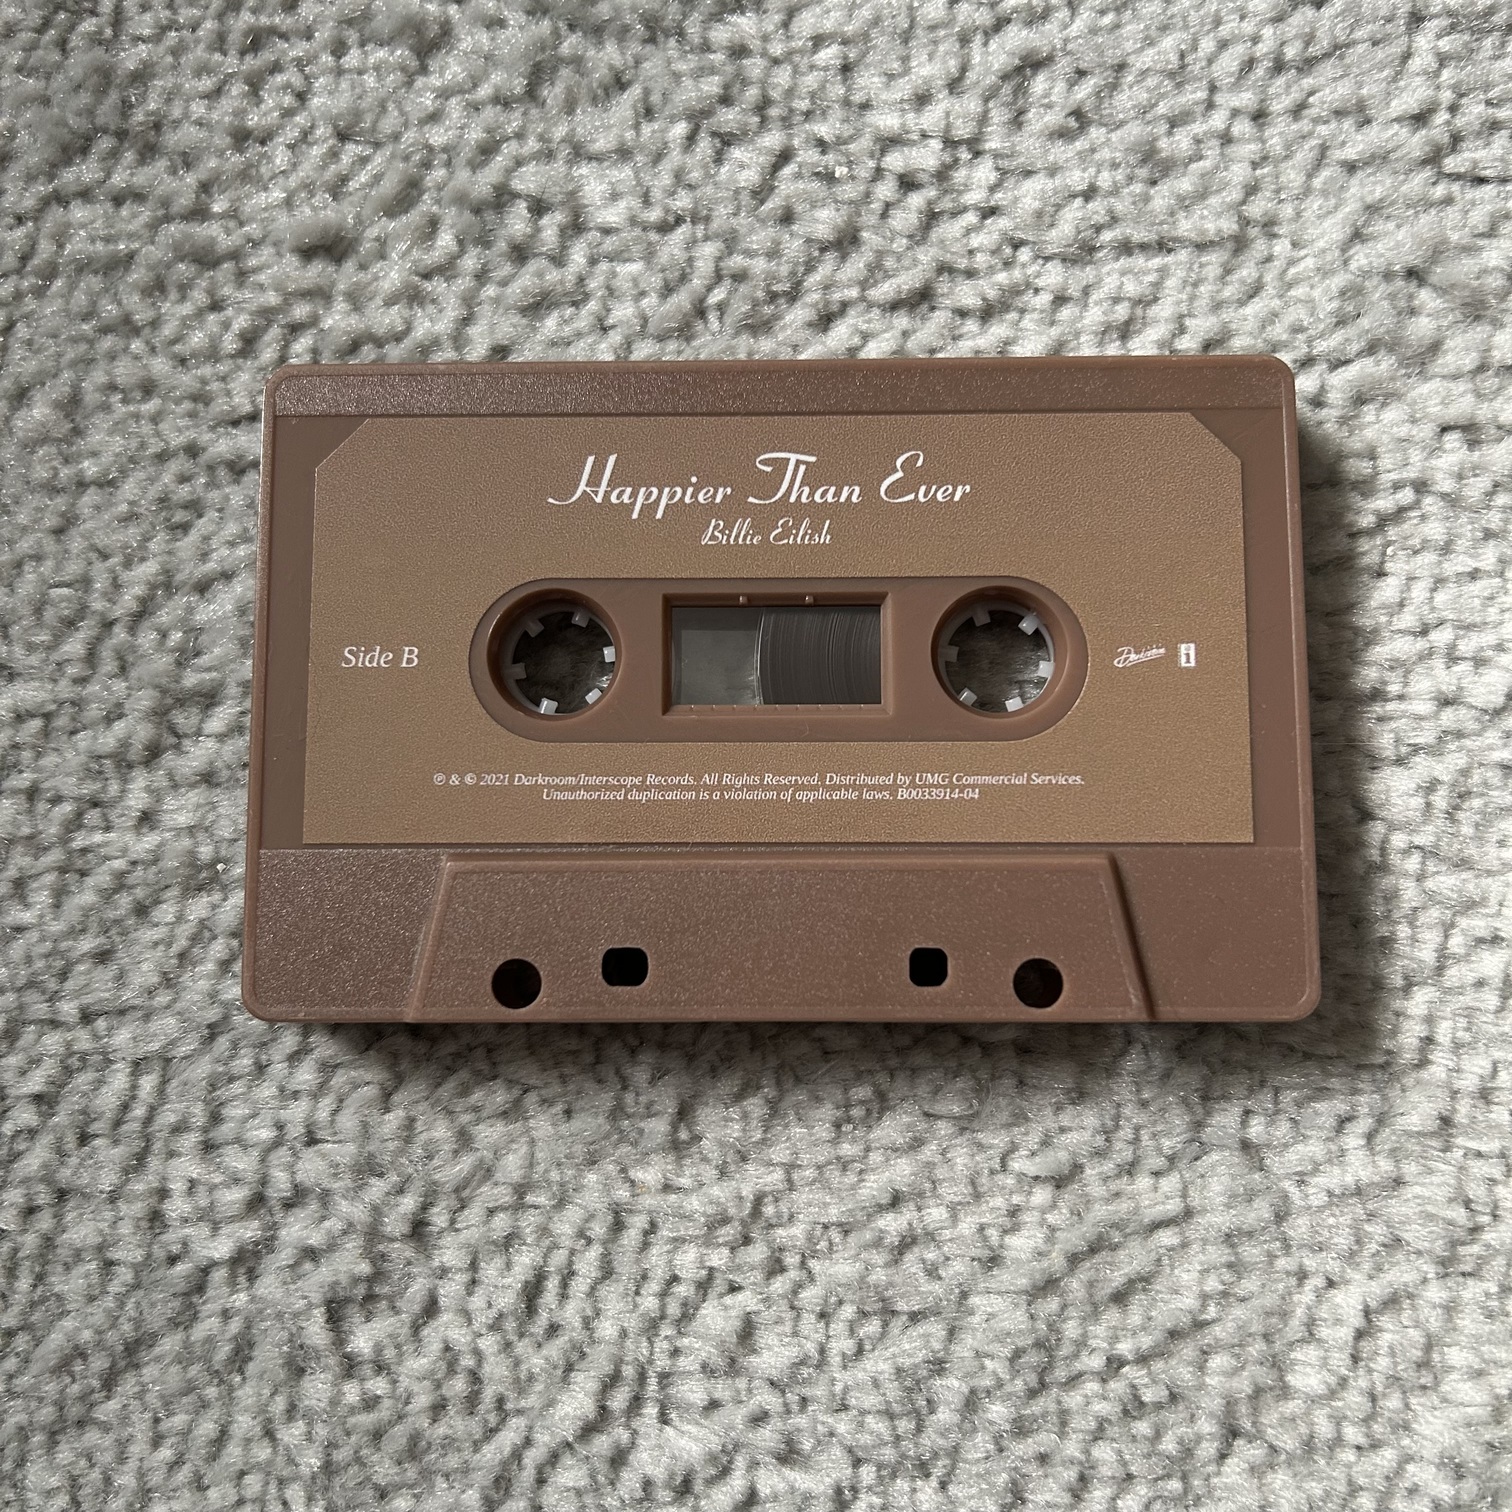 Happier Than Ever
Billie Eilish
Side B
Darkroom
℗ & © 2021 Darkroom/Interscope Records. All Rights Reserved. Distributed by UMG Commercial Services.
Unauthorized duplication is a violation of applicable laws. B0033914-04